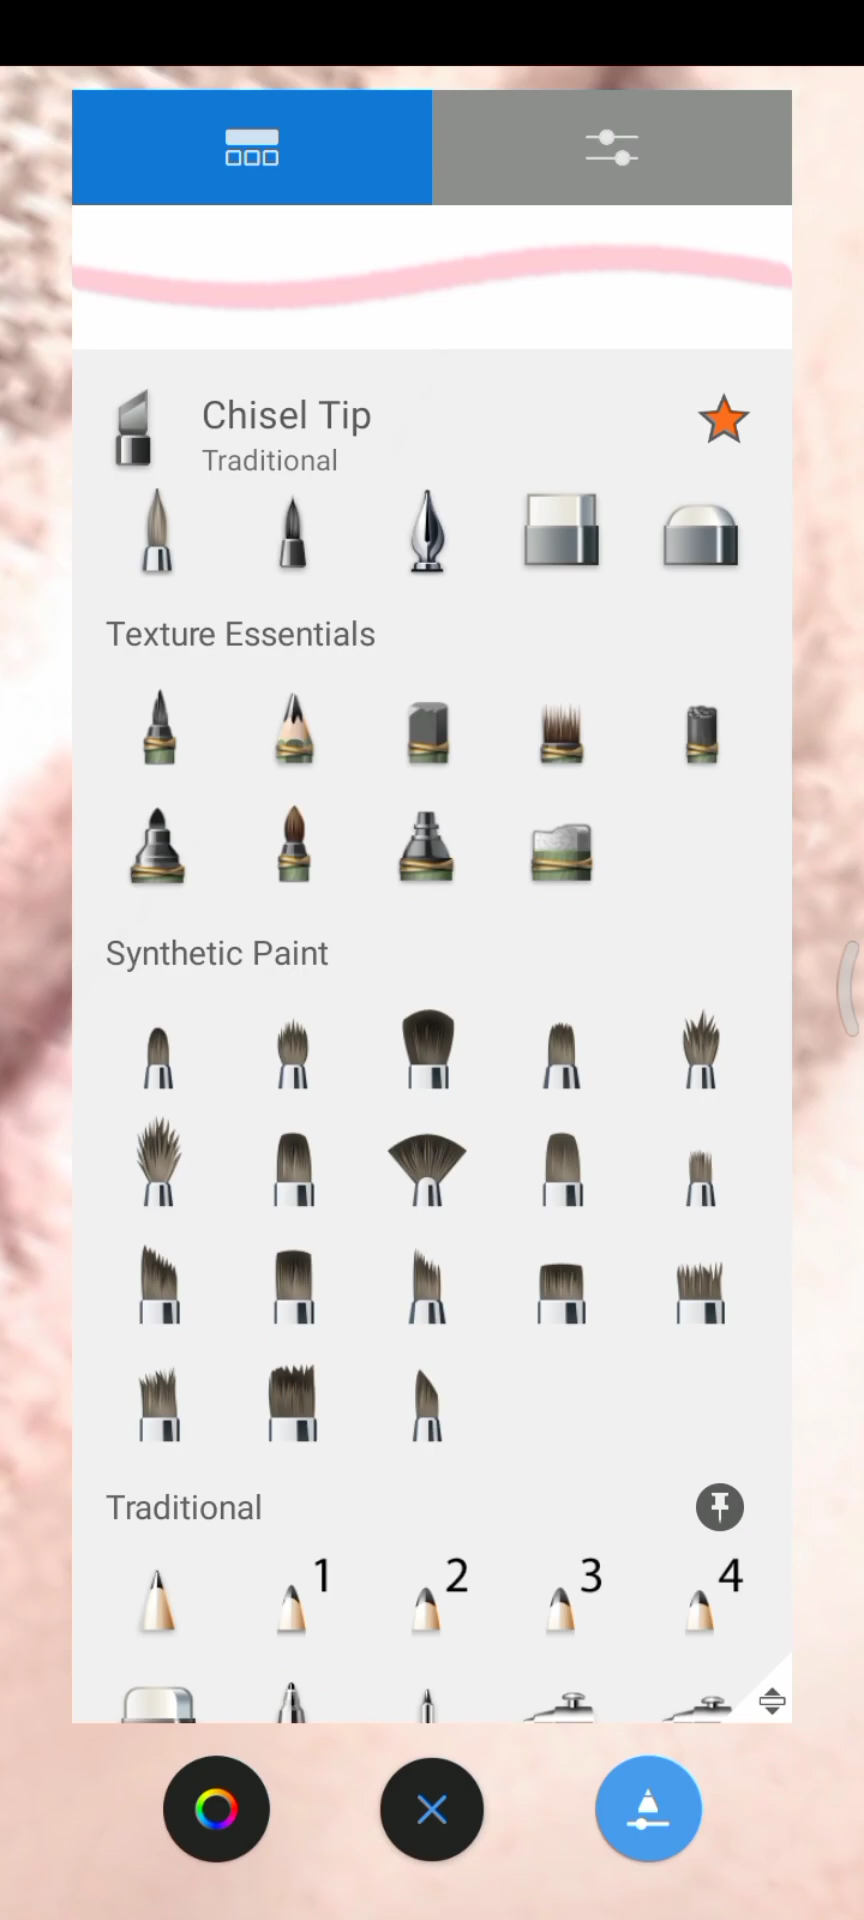 Chisel Tip
Traditional
Texture Essentials
Synthetic Paint
Traditional
1 2 3 4